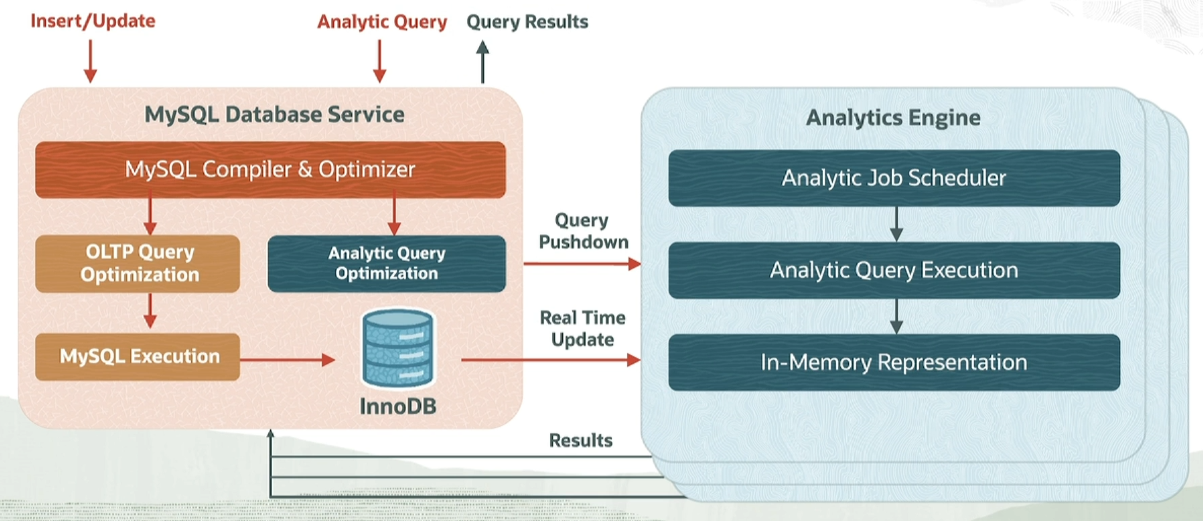 Insert/Update
Analytic Query
Query Results
MySQL Database Service
MySQL Compiler & Optimizer
OLTP Query
Optimization
Analytic Query
Optimization
MySQL Execution
InnoDB
Query
Pushdown
Real Time
Update
Results
Analytics Engine
Analytic Job Scheduler
Analytic Query Execution
In-Memory Representation